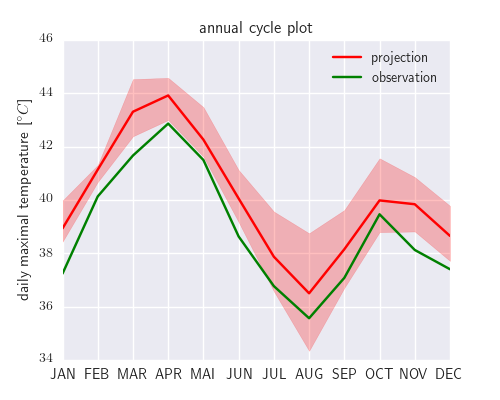 annual cycle plot
projection
observation
daily maximal temperature [°C]
46
44
42
40
38
36
34
JAN FEB MAR APR MAI JUN JUL AUG SEP OCT NOV DEC